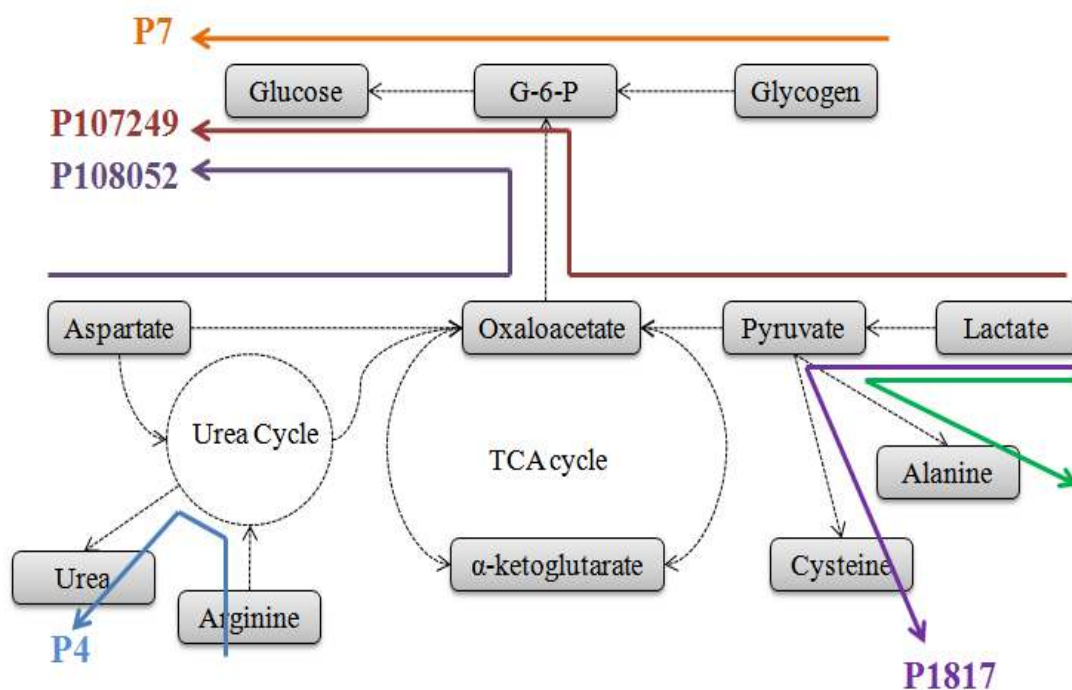 P7
Glucose
G-6-P
Glycogen
P107249
P108052
Aspartate
Oxaloacetate
Pyruvate
Lactate
Urea Cycle
TCA cycle
Alanine
Urea
α-ketoglutarate
Cysteine
Arginine
P4
P1817